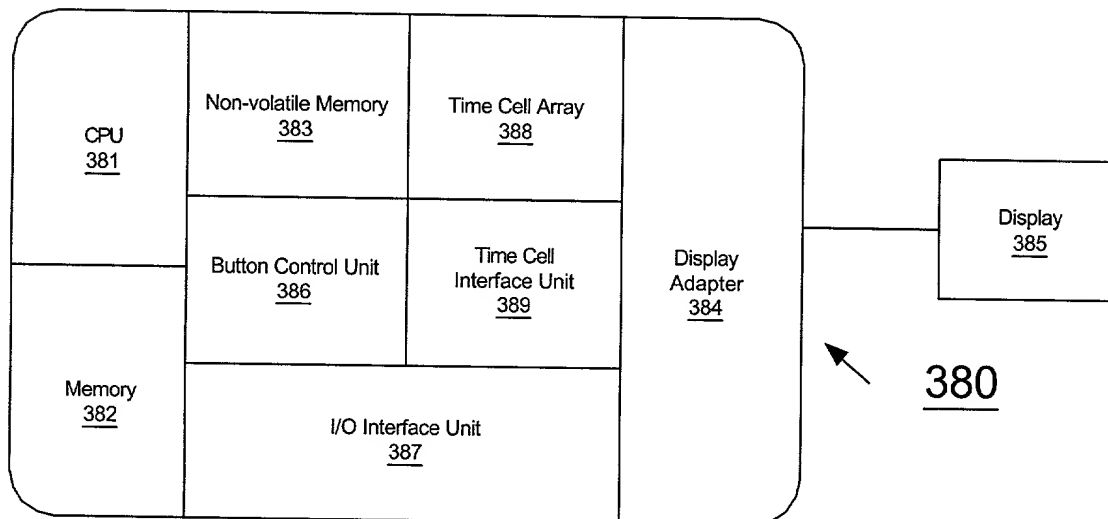 CPU
381
Non-volatile Memory
383
Time Cell Array
388
Button Control Unit
386
Time Cell
Interface Unit
389
Display
Adapter
384
Display
385
Memory
382
I/O Interface Unit
387
380